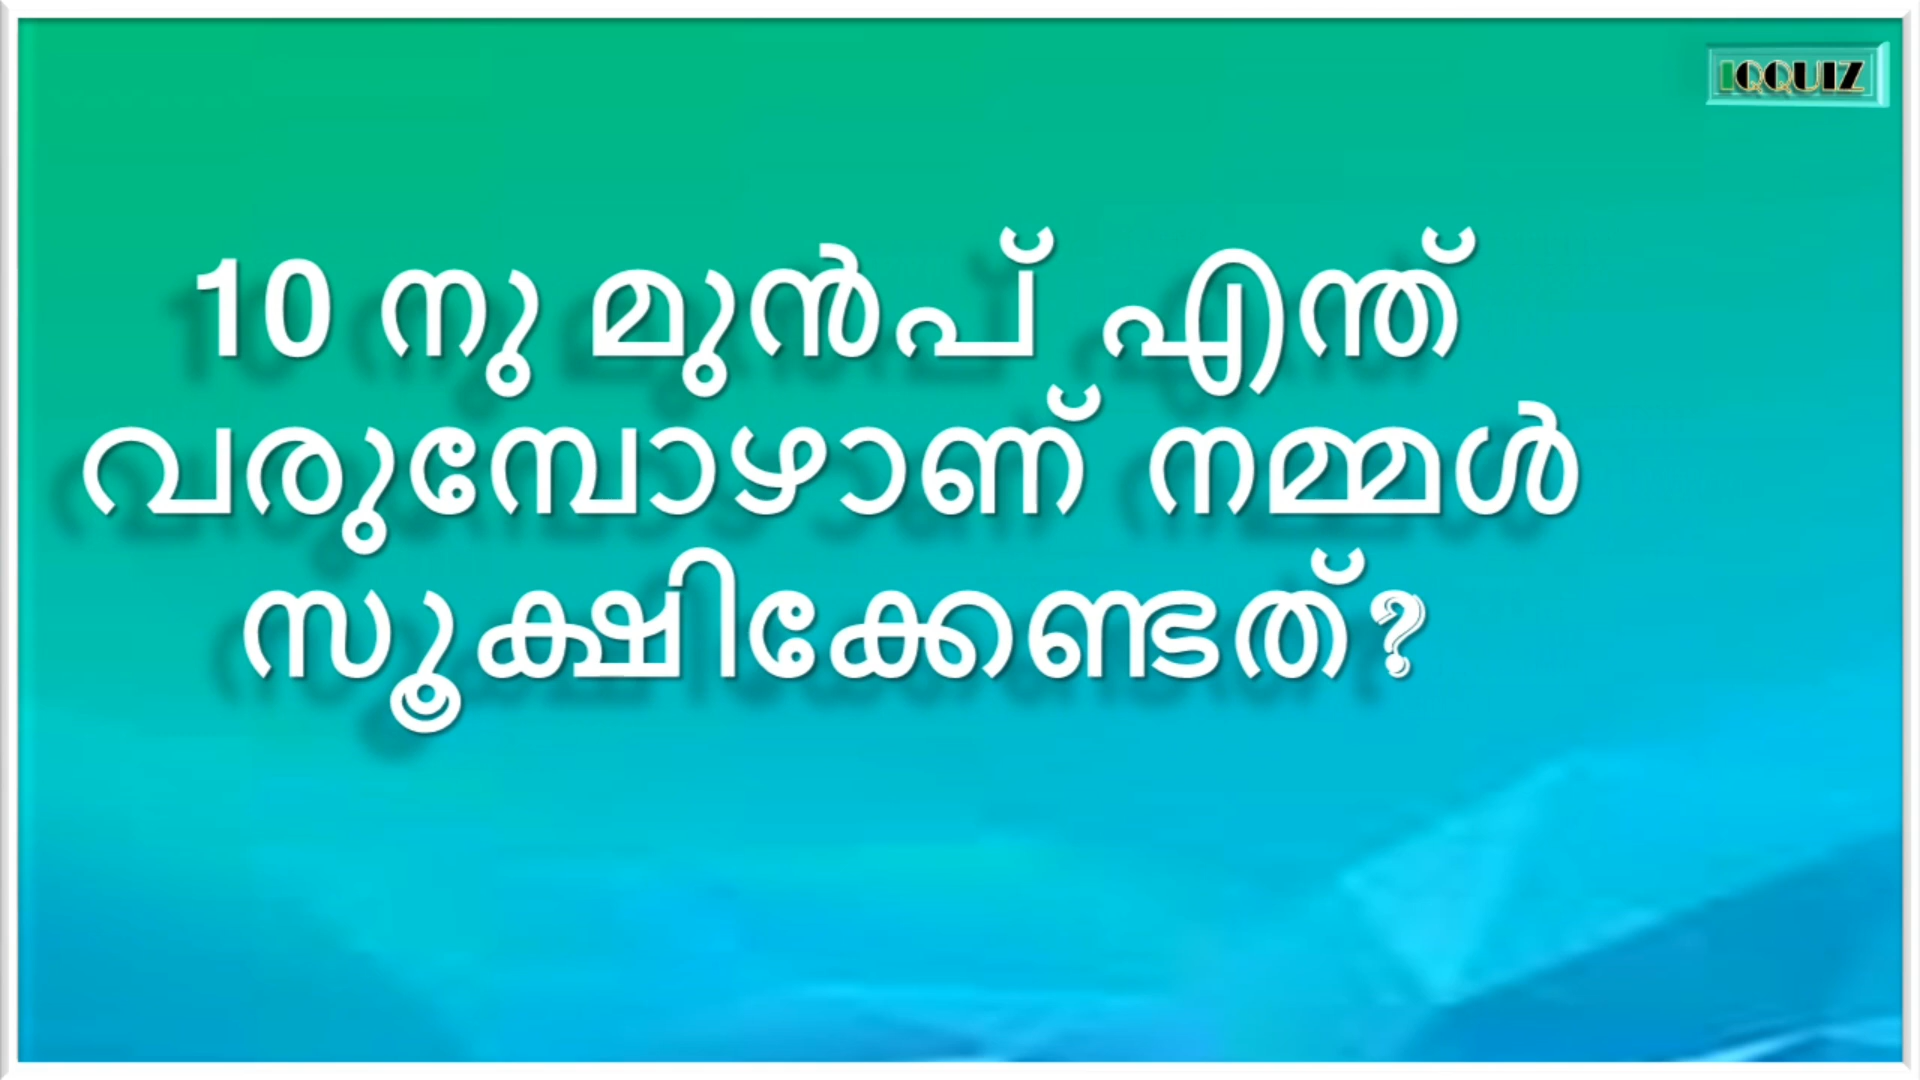 IQQUIZ
10 നു മുൻപ് എന്ത്
വരുമ്പോഴാണ് നമ്മൾ
സൂക്ഷിക്കേണ്ടത്?